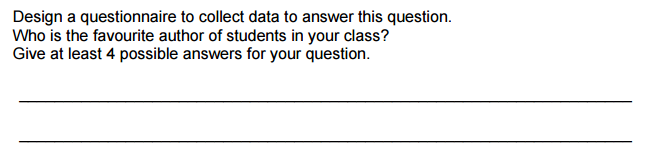 Design a questionnaire to collect data to answer this question.
Who is the favourite author of students in your class?
Give at least 4 possible answers for your question.